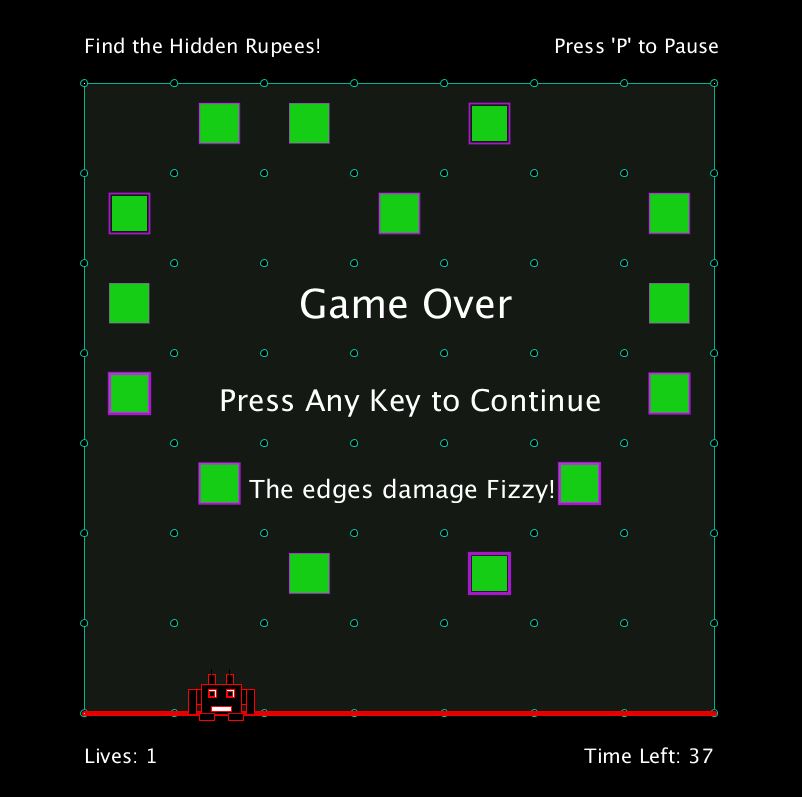 Find the Hidden Rupees!
Press 'P' to Pause
Game Over
Press Any Key to Continue
The edges damage Fizzy!
Lives: 1
Time Left: 37